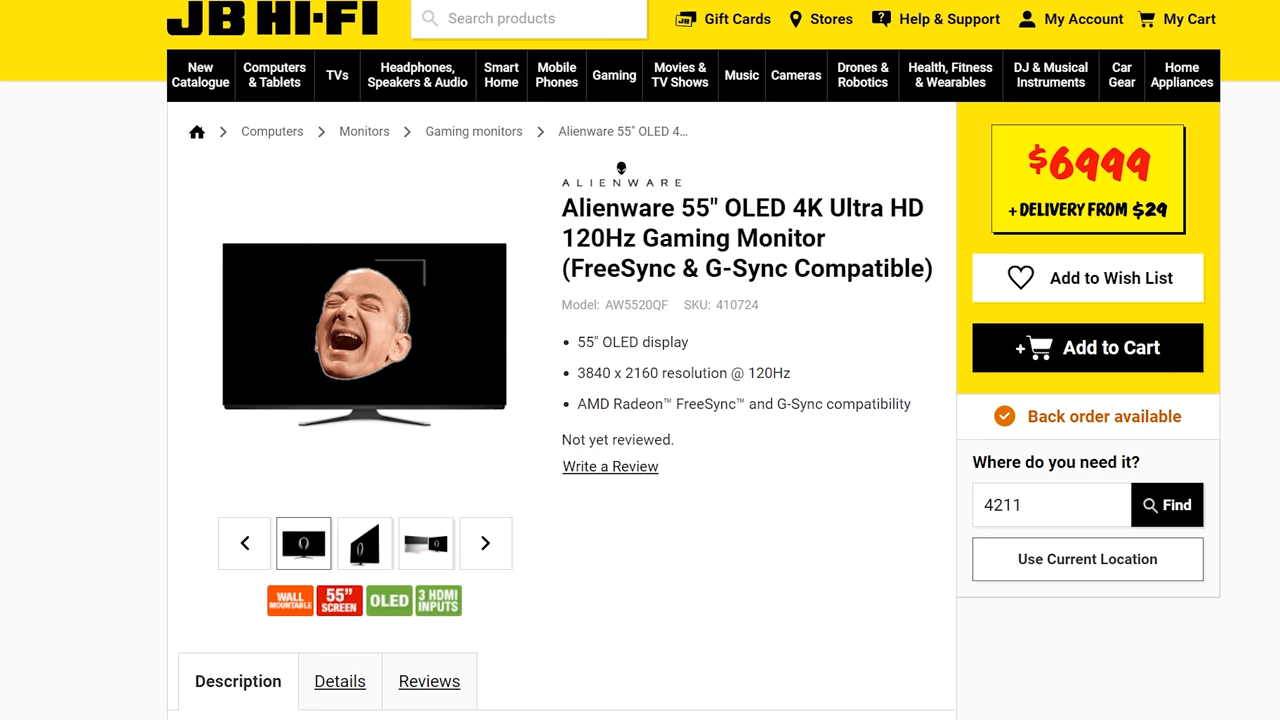 JB HI-FI
Search products
Gift Cards
Stores
Help & Support
My Account
My Cart
New Catalogue
Computers & Tablets
TVs
Headphones, Speakers & Audio
Smart Home
Mobile Phones
Gaming
Movies & TV Shows
Music
Cameras
Drones & Robotics
Health, Fitness & Wearables
DJ & Musical Instruments
Car Gear
Home Appliances
Computers
Monitors
Gaming monitors
Alienware 55" OLED 4...
ALIENWARE
Alienware 55" OLED 4K Ultra HD
120Hz Gaming Monitor
(FreeSync & G-Sync Compatible)
Model: AW5520QF SKU: 410724
• 55" OLED display
• 3840 x 2160 resolution @ 120Hz
• AMD Radeon™ FreeSync™ and G-Sync compatibility
Not yet reviewed.
Write a Review
WALL MOUNTABLE
55" SCREEN
OLED
3 HDMI INPUTS
Description
Details
Reviews
$6999
+ DELIVERY FROM $29
Add to Wish List
+ Add to Cart
Back order available
Where do you need it?
4211
Find
Use Current Location